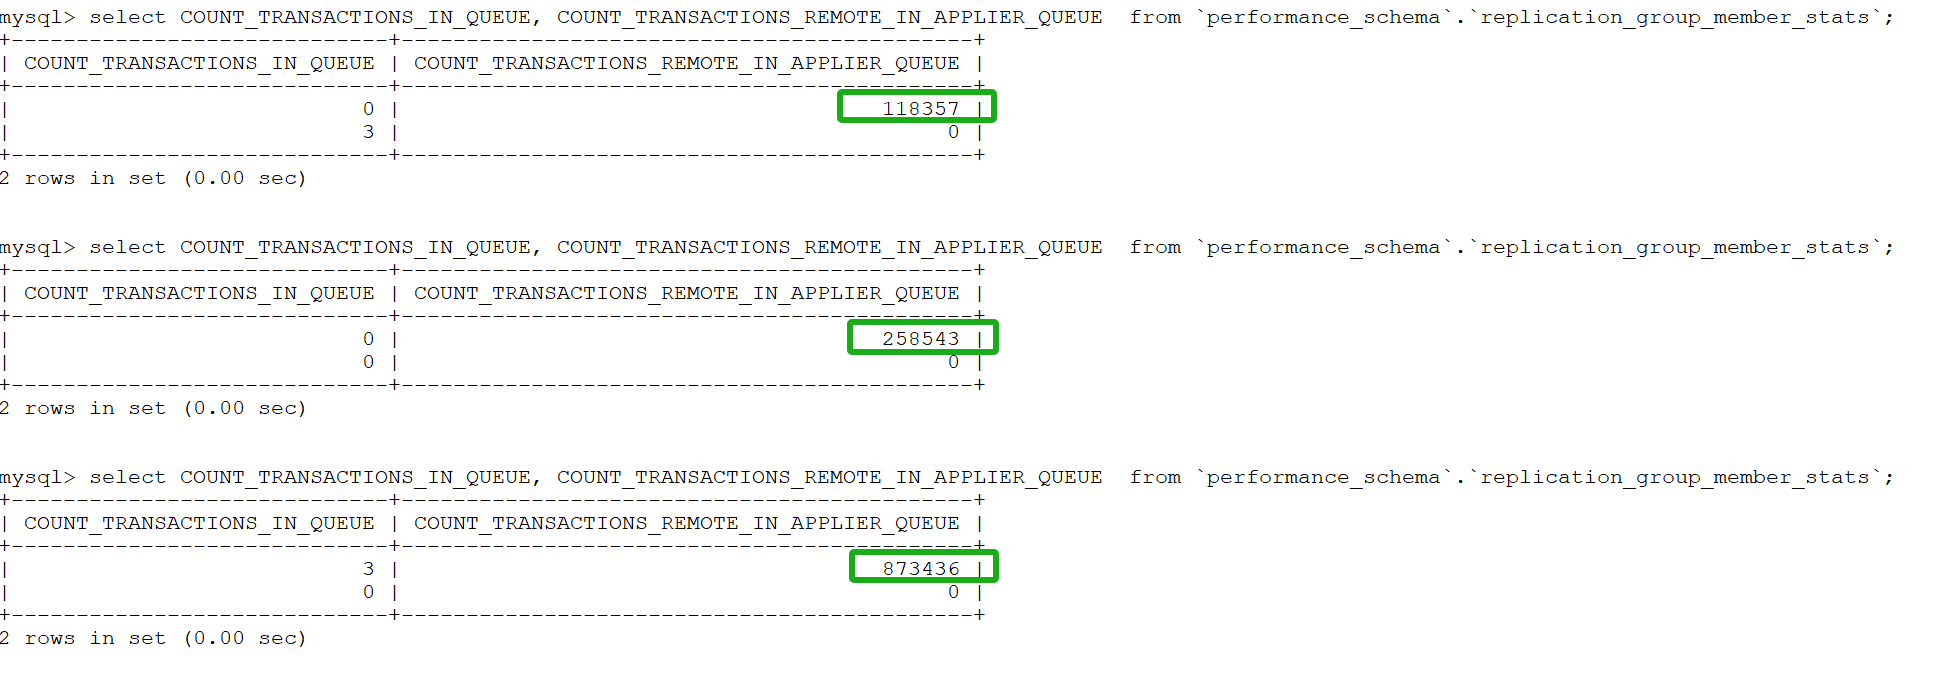 mysql> select COUNT_TRANSACTIONS_IN_QUEUE, COUNT_TRANSACTIONS_REMOTE_IN_APPLIER_QUEUE  from `performance_schema`.`replication_group_member_stats`;
+-----------------------------+--------------------------------------------+
| COUNT_TRANSACTIONS_IN_QUEUE | COUNT_TRANSACTIONS_REMOTE_IN_APPLIER_QUEUE |
+-----------------------------+--------------------------------------------+
|                           0 |                                     118357 |
|                           3 |                                          0 |
+-----------------------------+--------------------------------------------+
2 rows in set (0.00 sec)
mysql> select COUNT_TRANSACTIONS_IN_QUEUE, COUNT_TRANSACTIONS_REMOTE_IN_APPLIER_QUEUE  from `performance_schema`.`replication_group_member_stats`;
+-----------------------------+--------------------------------------------+
| COUNT_TRANSACTIONS_IN_QUEUE | COUNT_TRANSACTIONS_REMOTE_IN_APPLIER_QUEUE |
+-----------------------------+--------------------------------------------+
|                           0 |                                     258543 |
|                           0 |                                          0 |
+-----------------------------+--------------------------------------------+
2 rows in set (0.00 sec)
mysql> select COUNT_TRANSACTIONS_IN_QUEUE, COUNT_TRANSACTIONS_REMOTE_IN_APPLIER_QUEUE  from `performance_schema`.`replication_group_member_stats`;
+-----------------------------+--------------------------------------------+
| COUNT_TRANSACTIONS_IN_QUEUE | COUNT_TRANSACTIONS_REMOTE_IN_APPLIER_QUEUE |
+-----------------------------+--------------------------------------------+
|                           3 |                                     873436 |
|                           0 |                                          0 |
+-----------------------------+--------------------------------------------+
2 rows in set (0.00 sec)